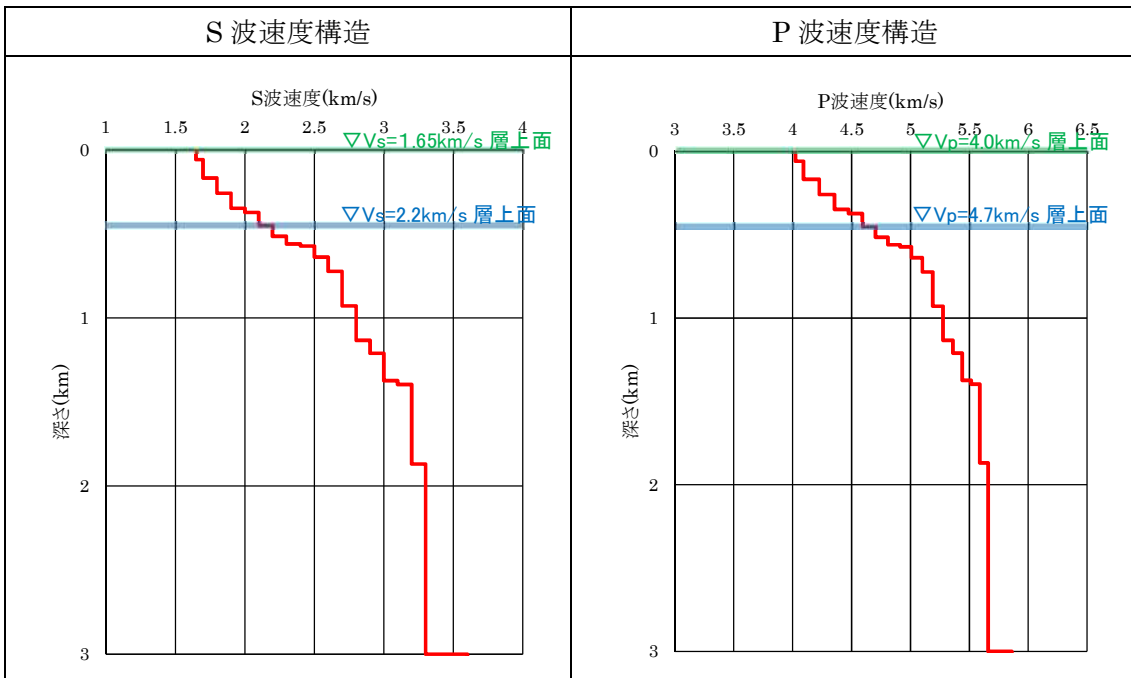 S 波速度構造
P 波速度構造
S波速度(km/s)
1 1.5 2 2.5 3 3.5 4
▽Vs=1.65km/s 層上面
0
▽Vs=2.2km/s 層上面
1
深さ(km)
2
3
P波速度(km/s)
3 3.5 4 4.5 5 5.5 6 6.5
▽Vp=4.0km/s 層上面
0
▽Vp=4.7km/s 層上面
1
深さ(km)
2
3